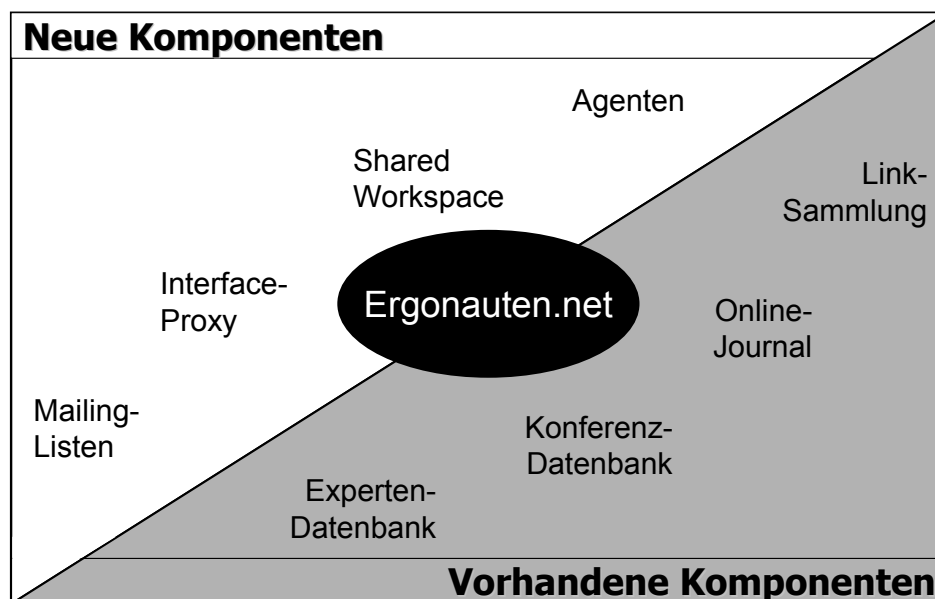 Neue Komponenten
Agenten
Shared
Workspace
Link-
Sammlung
Interface-
Proxy
Ergonauten.net
Online-
Journal
Mailing-
Listen
Konferenz-
Datenbank
Experten-
Datenbank
Vorhandene Komponenten